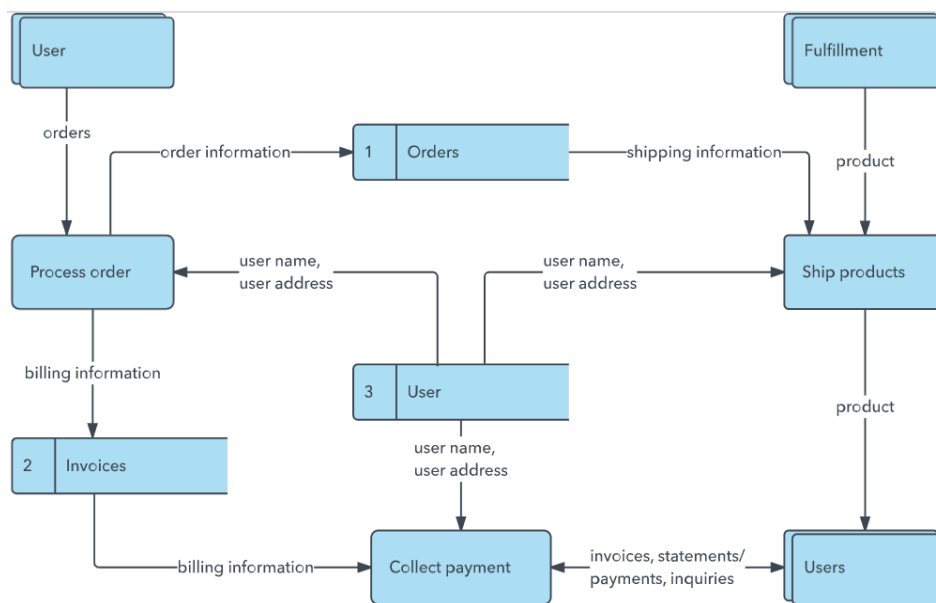 User
Fulfillment
orders
order information
1
Orders
shipping information
product
Process order
user name,
user address
user name,
user address
Ship products
billing information
3
User
product
2
Invoices
user name,
user address
billing information
Collect payment
invoices, statements/
payments, inquiries
Users